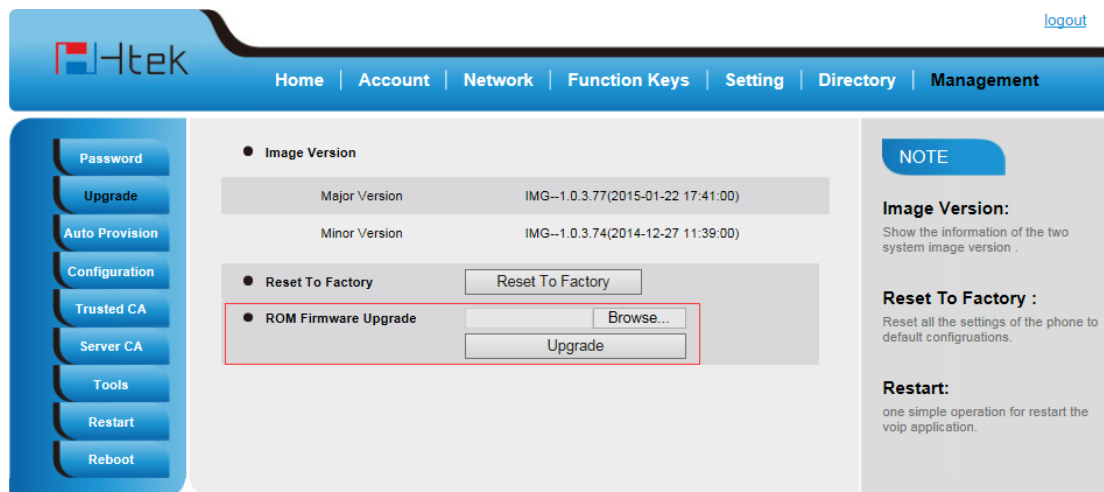 logout
Htek
Home | Account | Network | Function Keys | Setting | Directory | Management
Password
Upgrade
Auto Provision
Configuration
Trusted CA
Server CA
Tools
Restart
Reboot
Image Version
Major Version IMG--1.0.3.77(2015-01-22 17:41:00)
Minor Version IMG--1.0.3.74(2014-12-27 11:39:00)
Reset To Factory Reset To Factory
ROM Firmware Upgrade Browse...
Upgrade
NOTE
Image Version:
Show the information of the two
system image version .
Reset To Factory :
Reset all the settings of the phone to
default configruations.
Restart:
one simple operation for restart the
voip application.